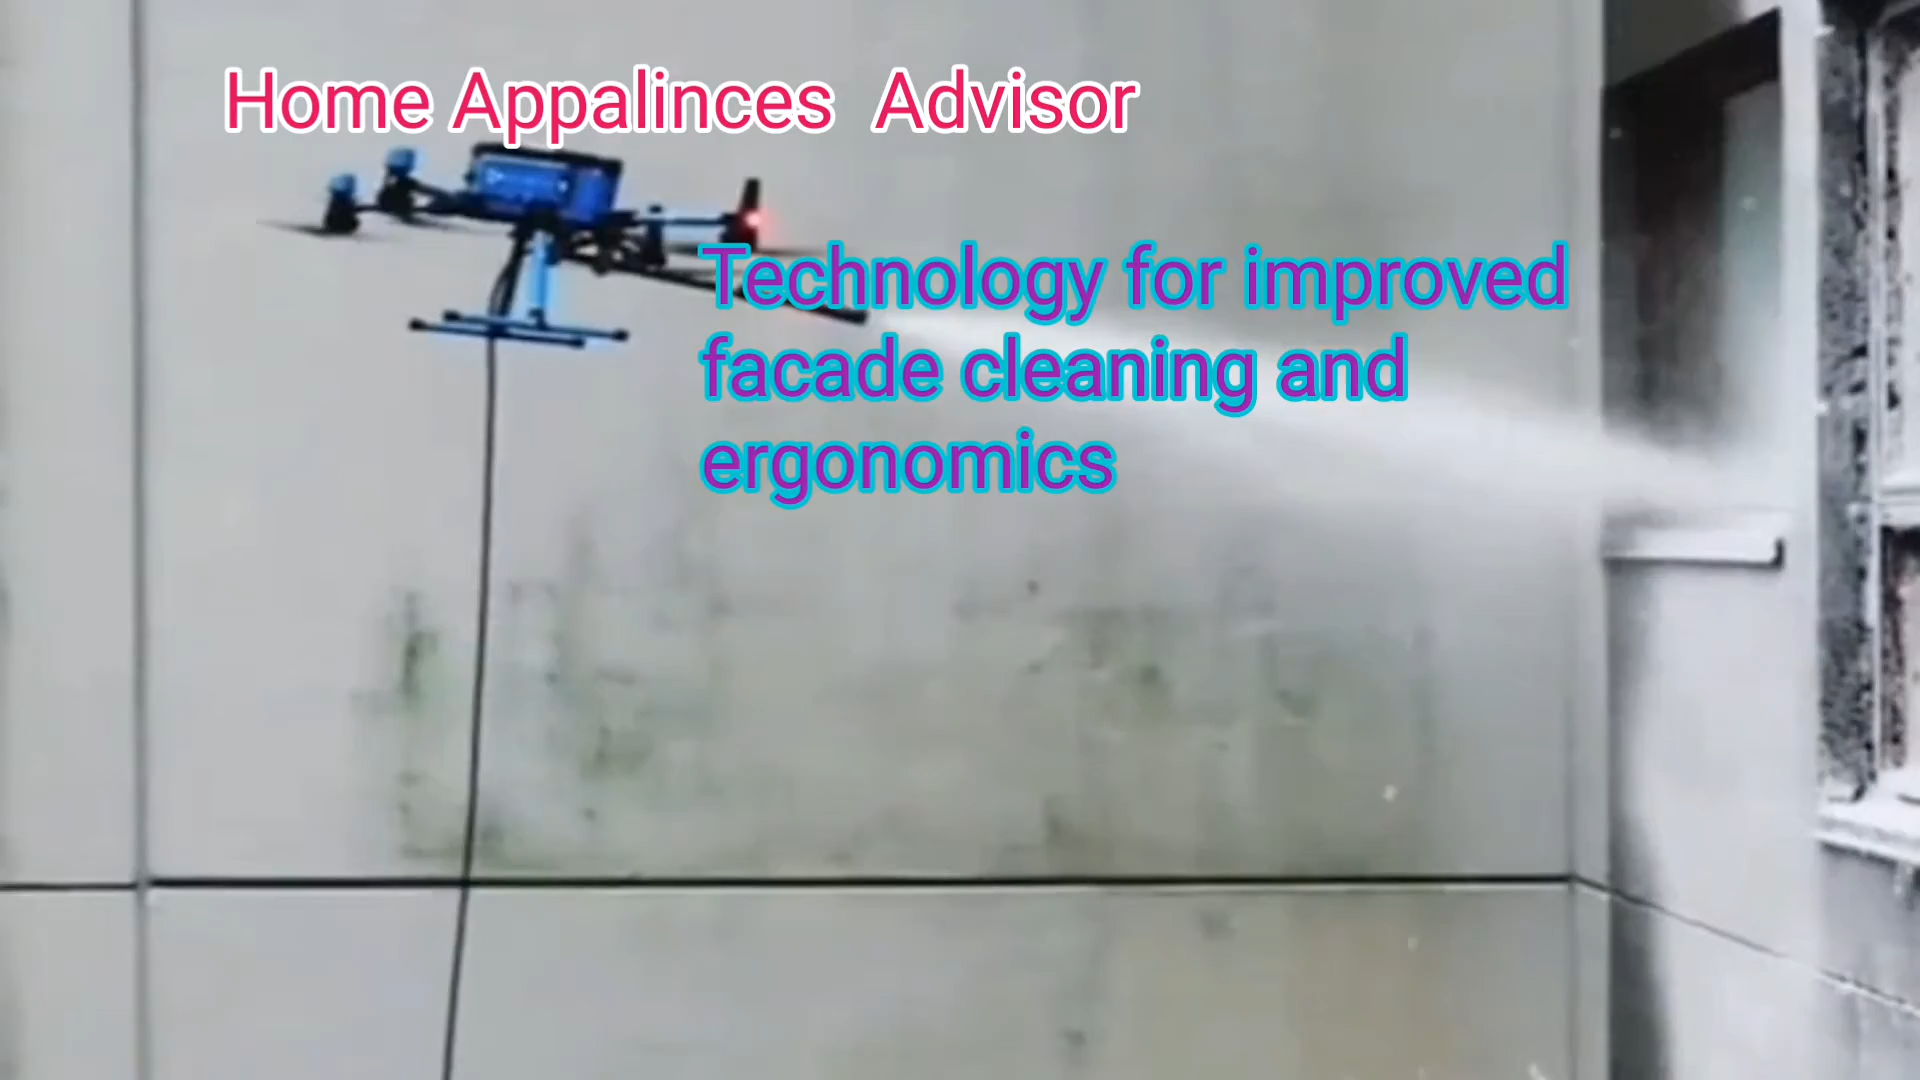 Home Appalinces  Advisor
Technology for improved
facade cleaning and
ergonomics